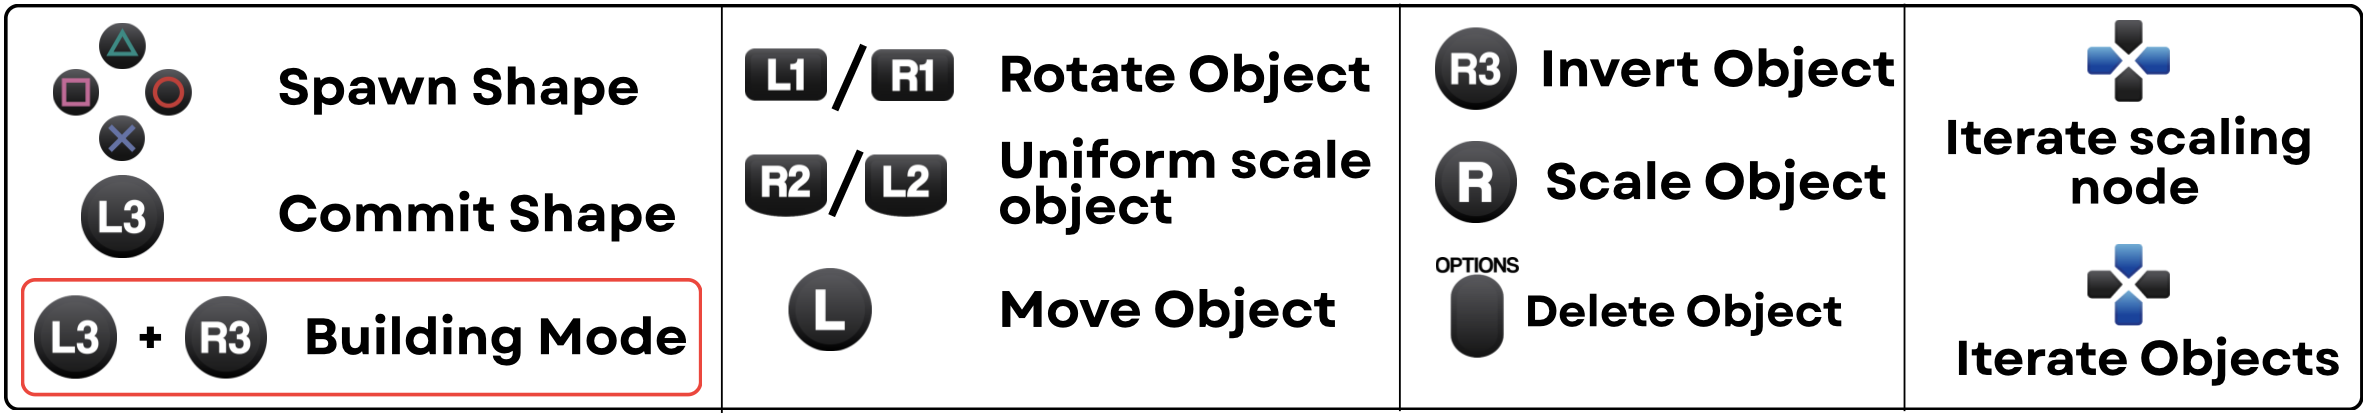 Spawn Shape
L3 Commit Shape
L3 + R3 Building Mode
L1 / R1 Rotate Object
R2 / L2 Uniform scale
object
L Move Object
R3 Invert Object
R Scale Object
OPTIONS
Delete Object
Iterate scaling
node
Iterate Objects